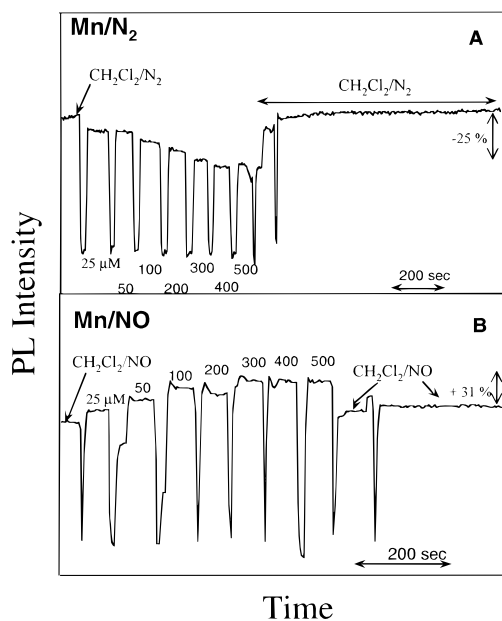 Mn/N₂
A
CH₂Cl₂/N₂
CH₂Cl₂/N₂
-25 %
25 μM
100
300
500
50
200
400
200 sec
PL Intensity
Mn/NO
B
CH₂Cl₂/NO
25 μM
50
100
200
300
400
500
CH₂Cl₂/NO
+ 31 %
200 sec
Time